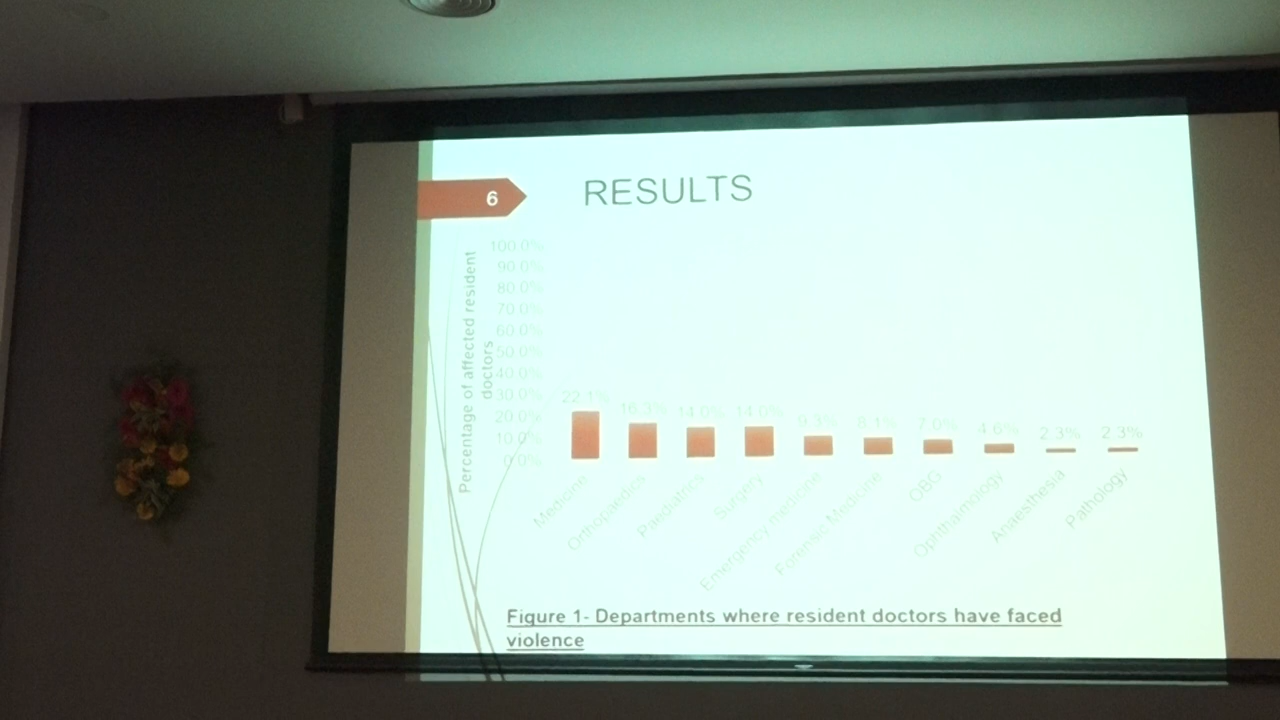 6
RESULTS
Percentage of affected resident
doctors
100.0%
90.0%
80.0%
70.0%
60.0%
50.0%
40.0%
30.0%
20.0%
10.0%
0.0%
22.1%
16.3%
14.0%
14.0%
9.3%
8.1%
7.0%
4.6%
2.3%
2.3%
Medicine
Orthopaedics
Paediatrics
Surgery
Emergency medicine
Forensic Medicine
OBG
Ophthalmology
Anaesthesia
Pathology
Figure 1- Departments where resident doctors have faced
violence